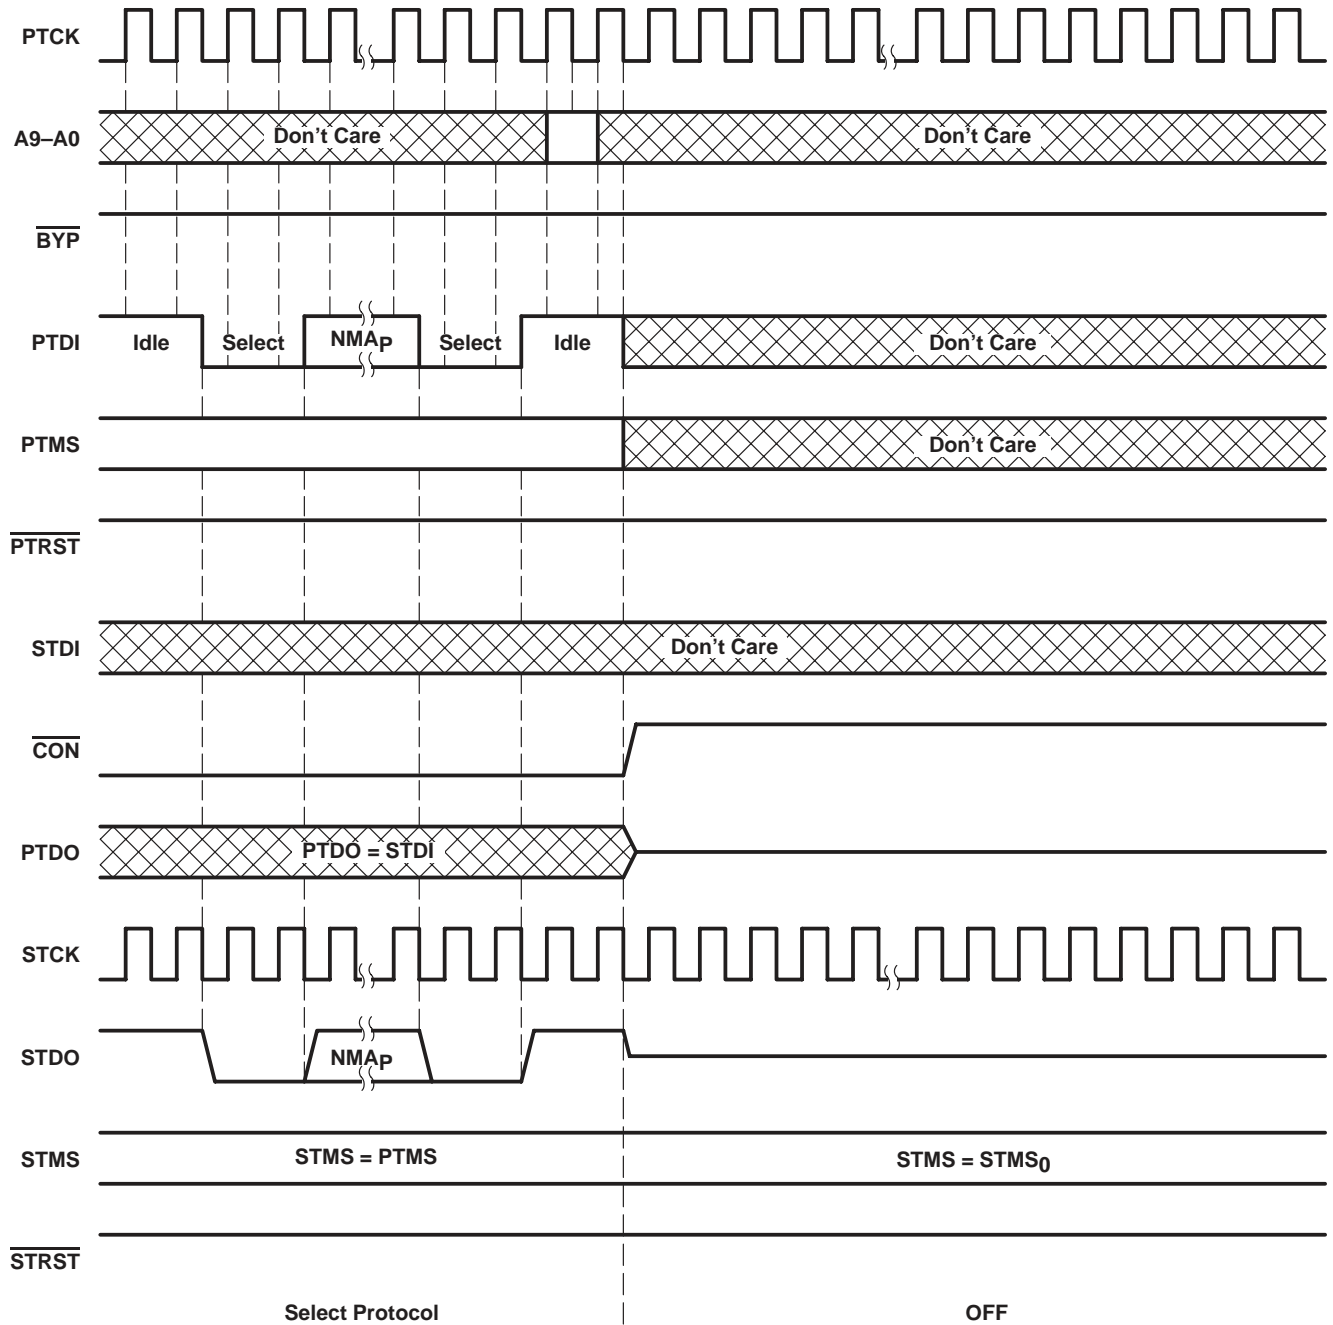 PTCK
A9–A0 Don't Care Don't Care
BYP
PTDI Idle Select NMAP Select Idle Don't Care
PTMS Don't Care
PTRST
STDI Don't Care
CON
PTDO PTDO = STDI
STCK
STDO NMAP
STMS STMS = PTMS STMS = STMS0
STRST
Select Protocol OFF